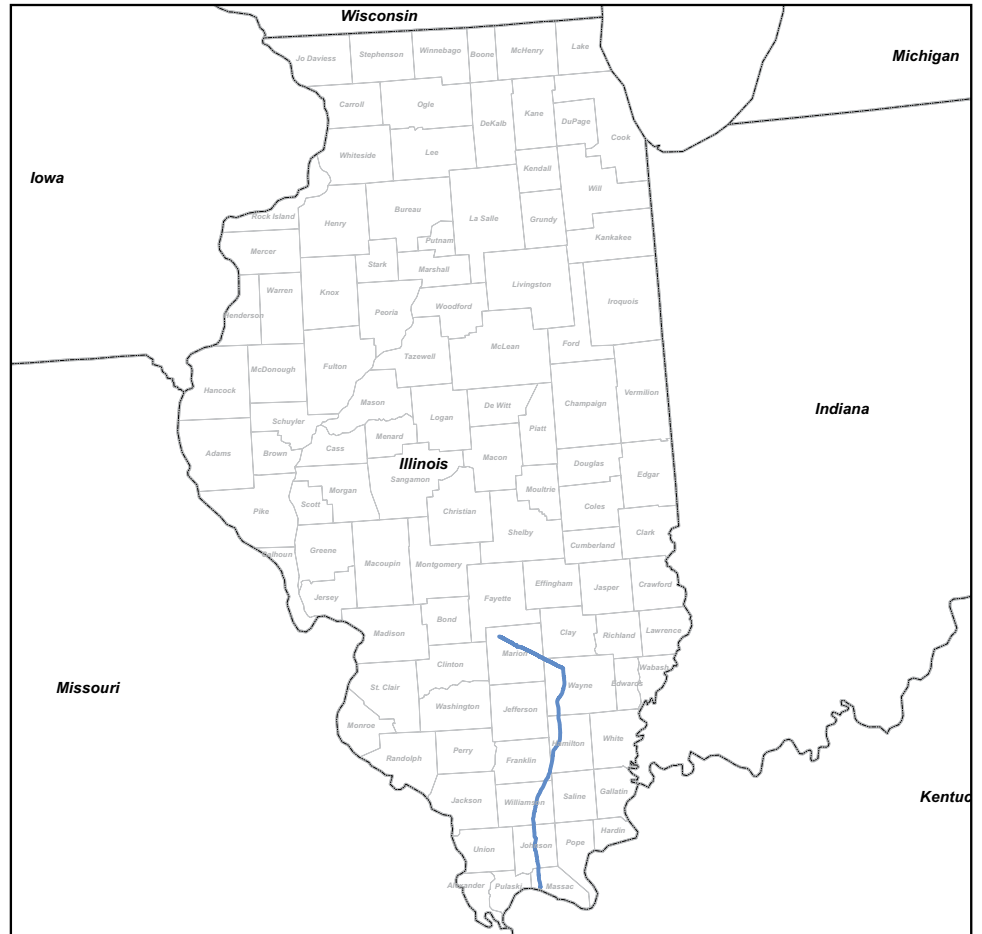 Wisconsin
Michigan
Jo Daviess
Stephenson
Winnebago
Boone
McHenry
Lake
Carroll
Ogle
DeKalb
Kane
DuPage
Cook
Whiteside
Lee
Kendall
Iowa
Will
Rock Island
Henry
Bureau
La Salle
Grundy
Putnam
Kankakee
Mercer
Stark
Marshall
Warren
Knox
Livingston
Iroquois
Henderson
Peoria
Woodford
McLean
Ford
Tazewell
McDonough
Fulton
Hancock
Vermilion
Mason
De Witt
Champaign
Indiana
Logan
Schuyler
Piatt
Menard
Adams
Brown
Cass
Macon
Illinois
Douglas
Edgar
Sangamon
Morgan
Moultrie
Scott
Pike
Christian
Coles
Shelby
Clark
Cumberland
Greene
Calhoun
Macoupin
Montgomery
Effingham
Jasper
Crawford
Jersey
Fayette
Bond
Madison
Clay
Richland
Lawrence
Marion
Clinton
Wabash
Missouri
St. Clair
Wayne
Edwards
Washington
Jefferson
Monroe
Hamilton
White
Randolph
Perry
Franklin
Gallatin
Kentuc
Jackson
Williamson
Saline
Hardin
Union
Johnson
Pope
Alexander
Pulaski
Massac